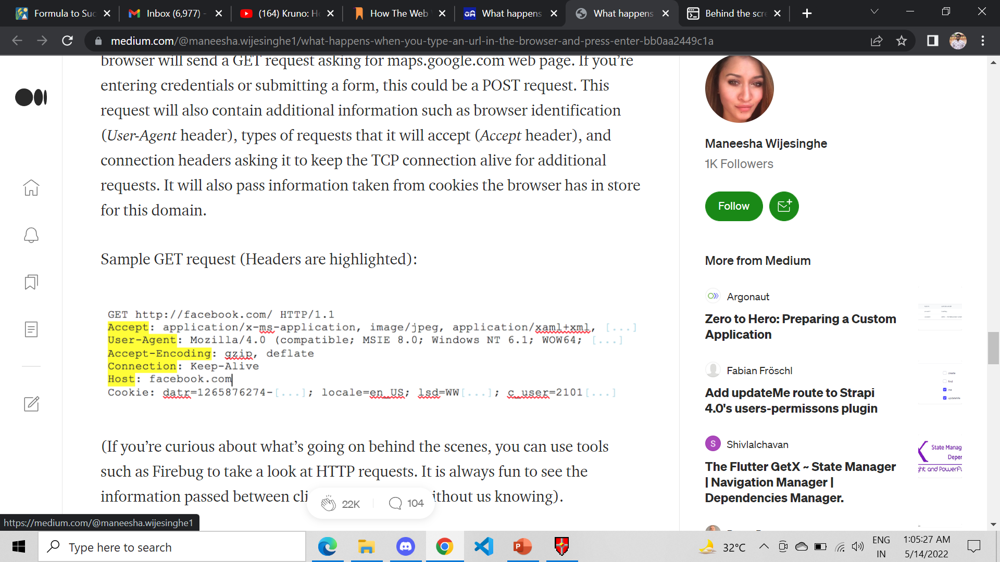 Formula to Suc
Inbox (6,977) -
(164) Kruno: Ho
How The Web
What happens
What happens
Behind the scre
medium.com/@maneesha.wijesinghe1/what-happens-when-you-type-an-url-in-the-browser-and-press-enter-bb0aa2449c1a
browser will send a GET request asking for maps.google.com web page. If you’re
entering credentials or submitting a form, this could be a POST request. This
request will also contain additional information such as browser identification
(User-Agent header), types of requests that it will accept (Accept header), and
connection headers asking it to keep the TCP connection alive for additional
requests. It will also pass information taken from cookies the browser has in store
for this domain.
Sample GET request (Headers are highlighted):
GET http://facebook.com/ HTTP/1.1
Accept: application/x-ms-application, image/jpeg, application/xaml+xml, [...]
User-Agent: Mozilla/4.0 (compatible; MSIE 8.0; Windows NT 6.1; WOW64; [...]
Accept-Encoding: gzip, deflate
Connection: Keep-Alive
Host: facebook.com
Cookie: datr=1265876274-[...]; locale=en_US; lsd=WW[...]; c_user=2101[...]
(If you’re curious about what’s going on behind the scenes, you can use tools
such as Firebug to take a look at HTTP requests. It is always fun to see the
information passed between cli ithout us knowing).
22K
104
Maneesha Wijesinghe
1K Followers
Follow
More from Medium
Argonaut
Zero to Hero: Preparing a Custom
Application
Fabian Fröschl
Add updateMe route to Strapi
4.0's users-permissons plugin
create
find
me
updateMe
S
Shivlalchavan
The Flutter GetX ~ State Manager
| Navigation Manager |
Dependencies Manager.
State Manag
Deper
ght and Powerfu
https://medium.com/@maneesha.wijesinghe1
Type here to search
32°C
ENG
IN
1:05:27 AM
5/14/2022